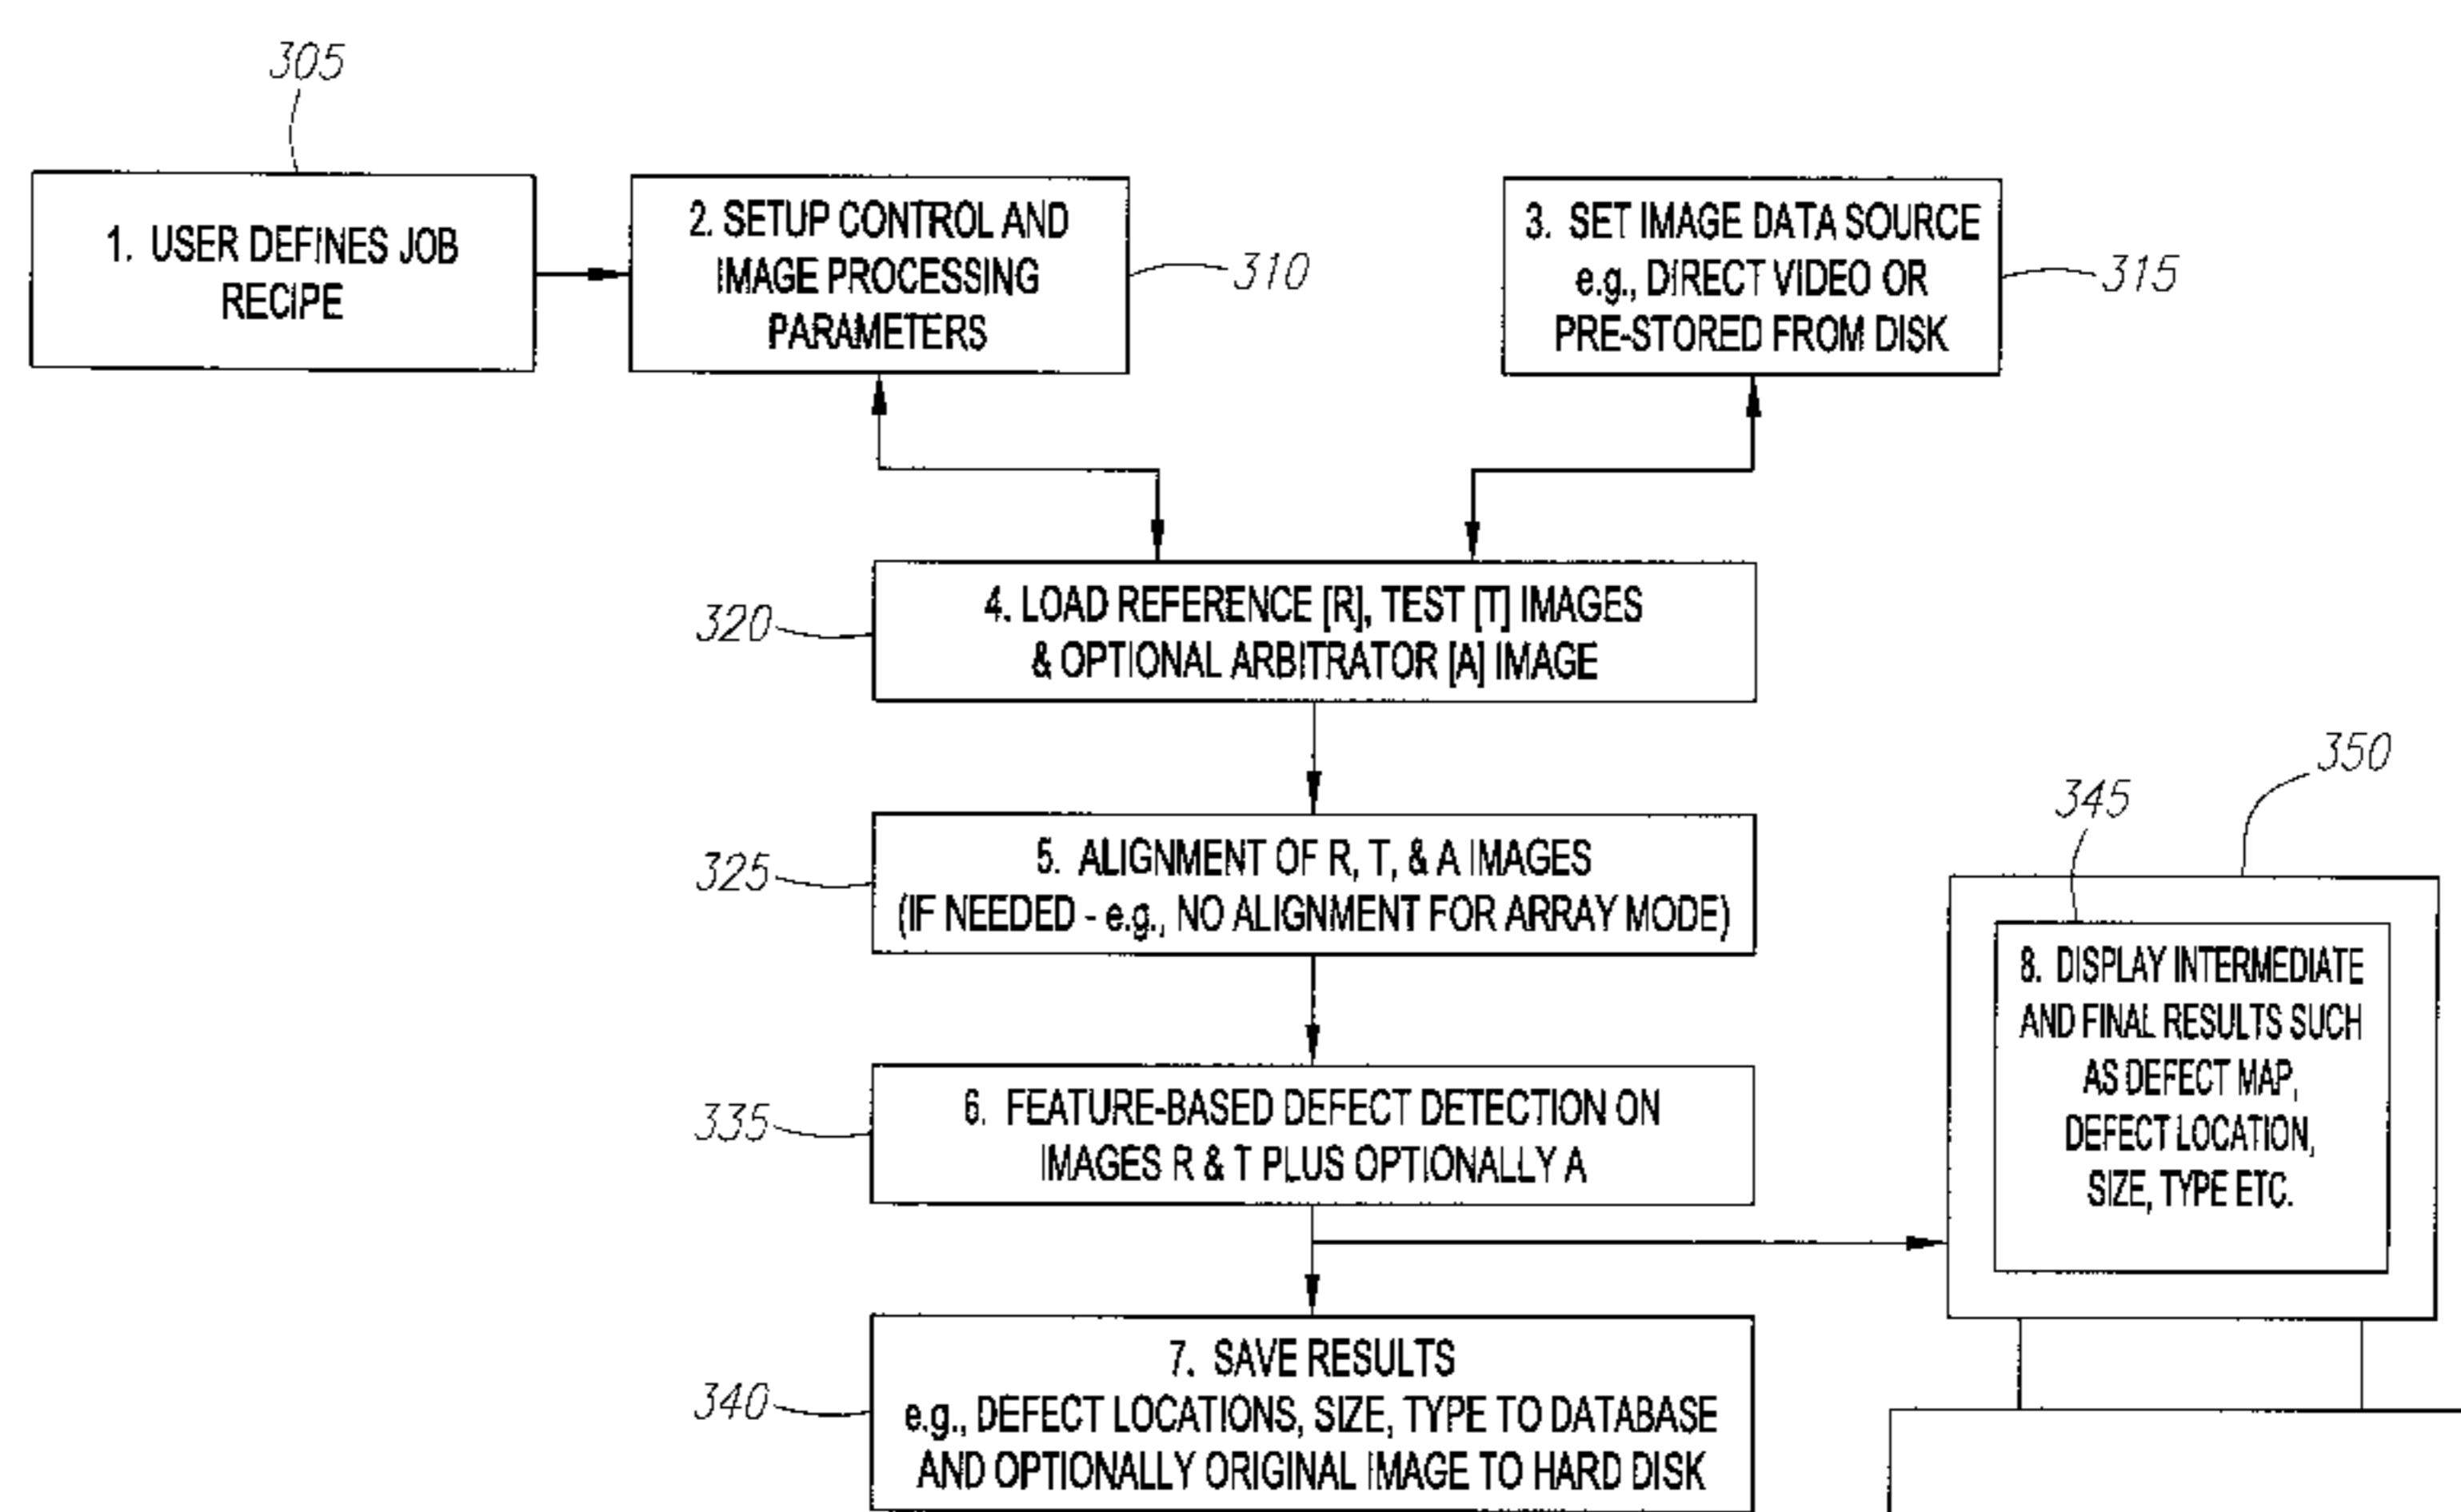 305
1. USER DEFINES JOB
RECIPE
2. SETUP CONTROL AND
IMAGE PROCESSING
PARAMETERS
310
3. SET IMAGE DATA SOURCE
e.g., DIRECT VIDEO OR
PRE-STORED FROM DISK
315
320
4. LOAD REFERENCE [R], TEST [T] IMAGES
& OPTIONAL ARBITRATOR [A] IMAGE
325
5. ALIGNMENT OF R, T, & A IMAGES
(IF NEEDED - e.g., NO ALIGNMENT FOR ARRAY MODE)
350
345
8. DISPLAY INTERMEDIATE
AND FINAL RESULTS SUCH
AS DEFECT MAP,
DEFECT LOCATION,
SIZE, TYPE ETC.
335
6. FEATURE-BASED DEFECT DETECTION ON
IMAGES R & T PLUS OPTIONALLY A
340
7. SAVE RESULTS
e.g., DEFECT LOCATIONS, SIZE, TYPE TO DATABASE
AND OPTIONALLY ORIGINAL IMAGE TO HARD DISK